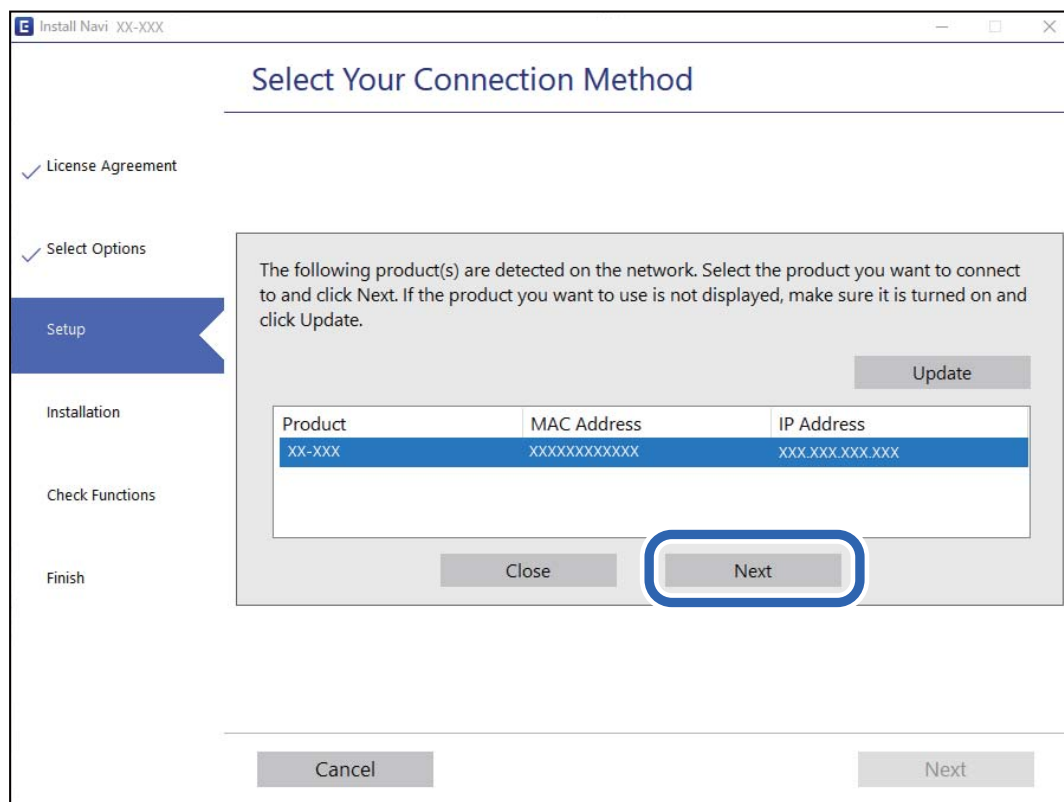 E Install Navi XX-XXX
Select Your Connection Method
License Agreement
Select Options
Setup
Installation
Check Functions
Finish
The following product(s) are detected on the network. Select the product you want to connect
to and click Next. If the product you want to use is not displayed, make sure it is turned on and
click Update.
Update
Product MAC Address IP Address
XX-XXX XXXXXXXXXXXX XXX.XXX.XXX.XXX
Close Next
Cancel Next